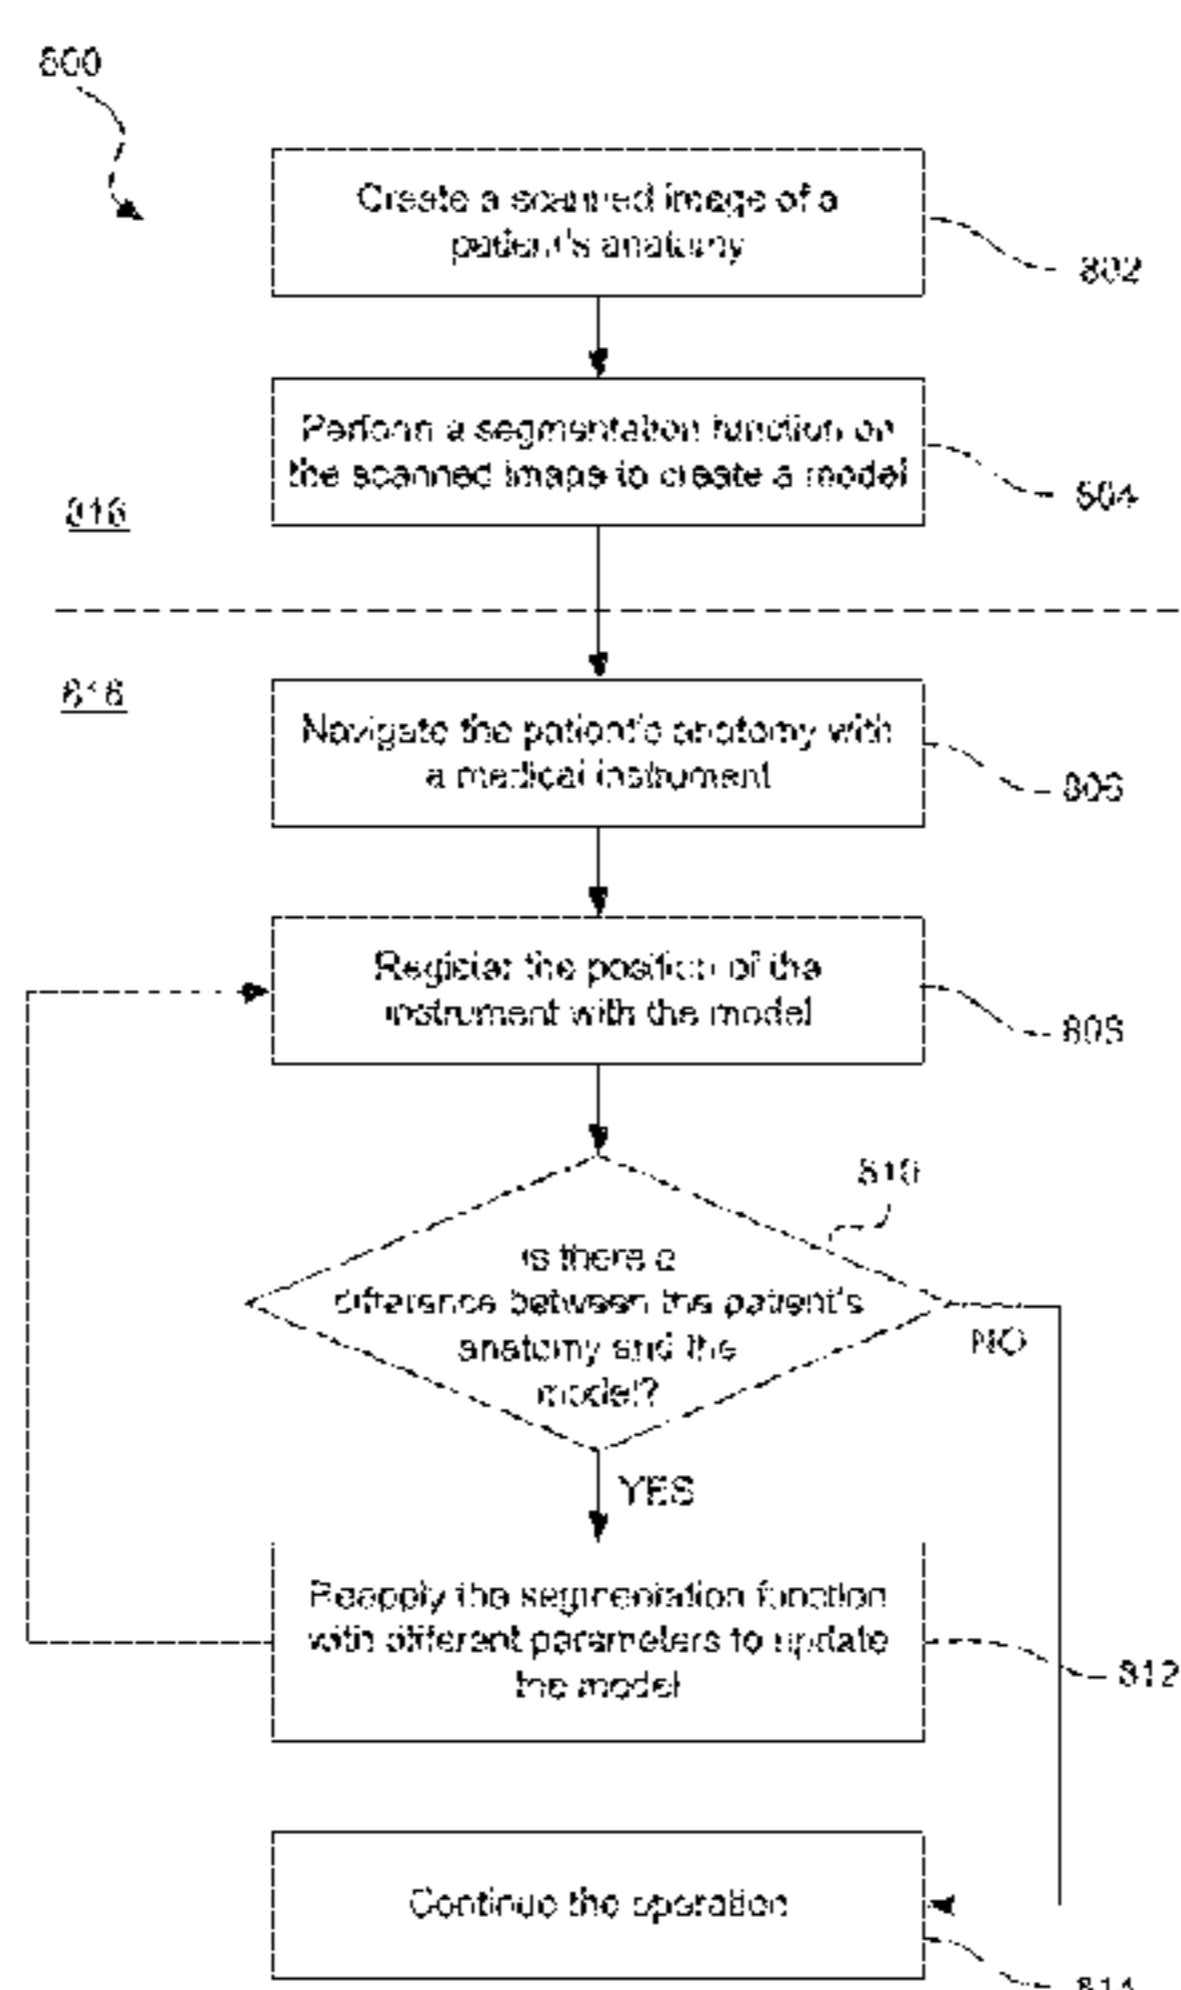 800
Create a scanned image of a
patient's anatomy
802
Perform a segmentation function on
the scanned image to create a model
804
816
818
Navigate the patient's anatomy with
a medical instrument
806
Register the position of the
instrument with the model
808
810
Is there a
difference between the patient's
anatomy and the
model?
NO
YES
Reapply the segmentation function
with different parameters to update
the model
812
Continue the operation
814